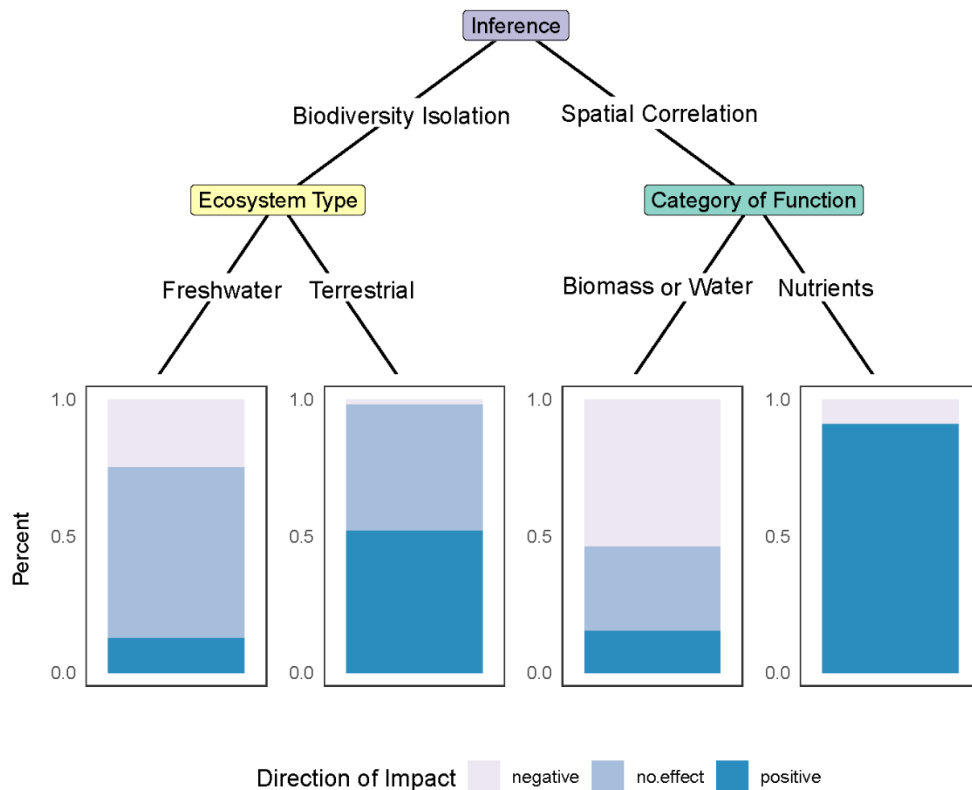 Inference
Biodiversity Isolation
Spatial Correlation
Ecosystem Type
Category of Function
Freshwater
Terrestrial
Biomass or Water
Nutrients
Percent
1.0
0.5
0.0
1.0
0.5
0.0
1.0
0.5
0.0
1.0
0.5
0.0
Direction of Impact negative no.effect positive